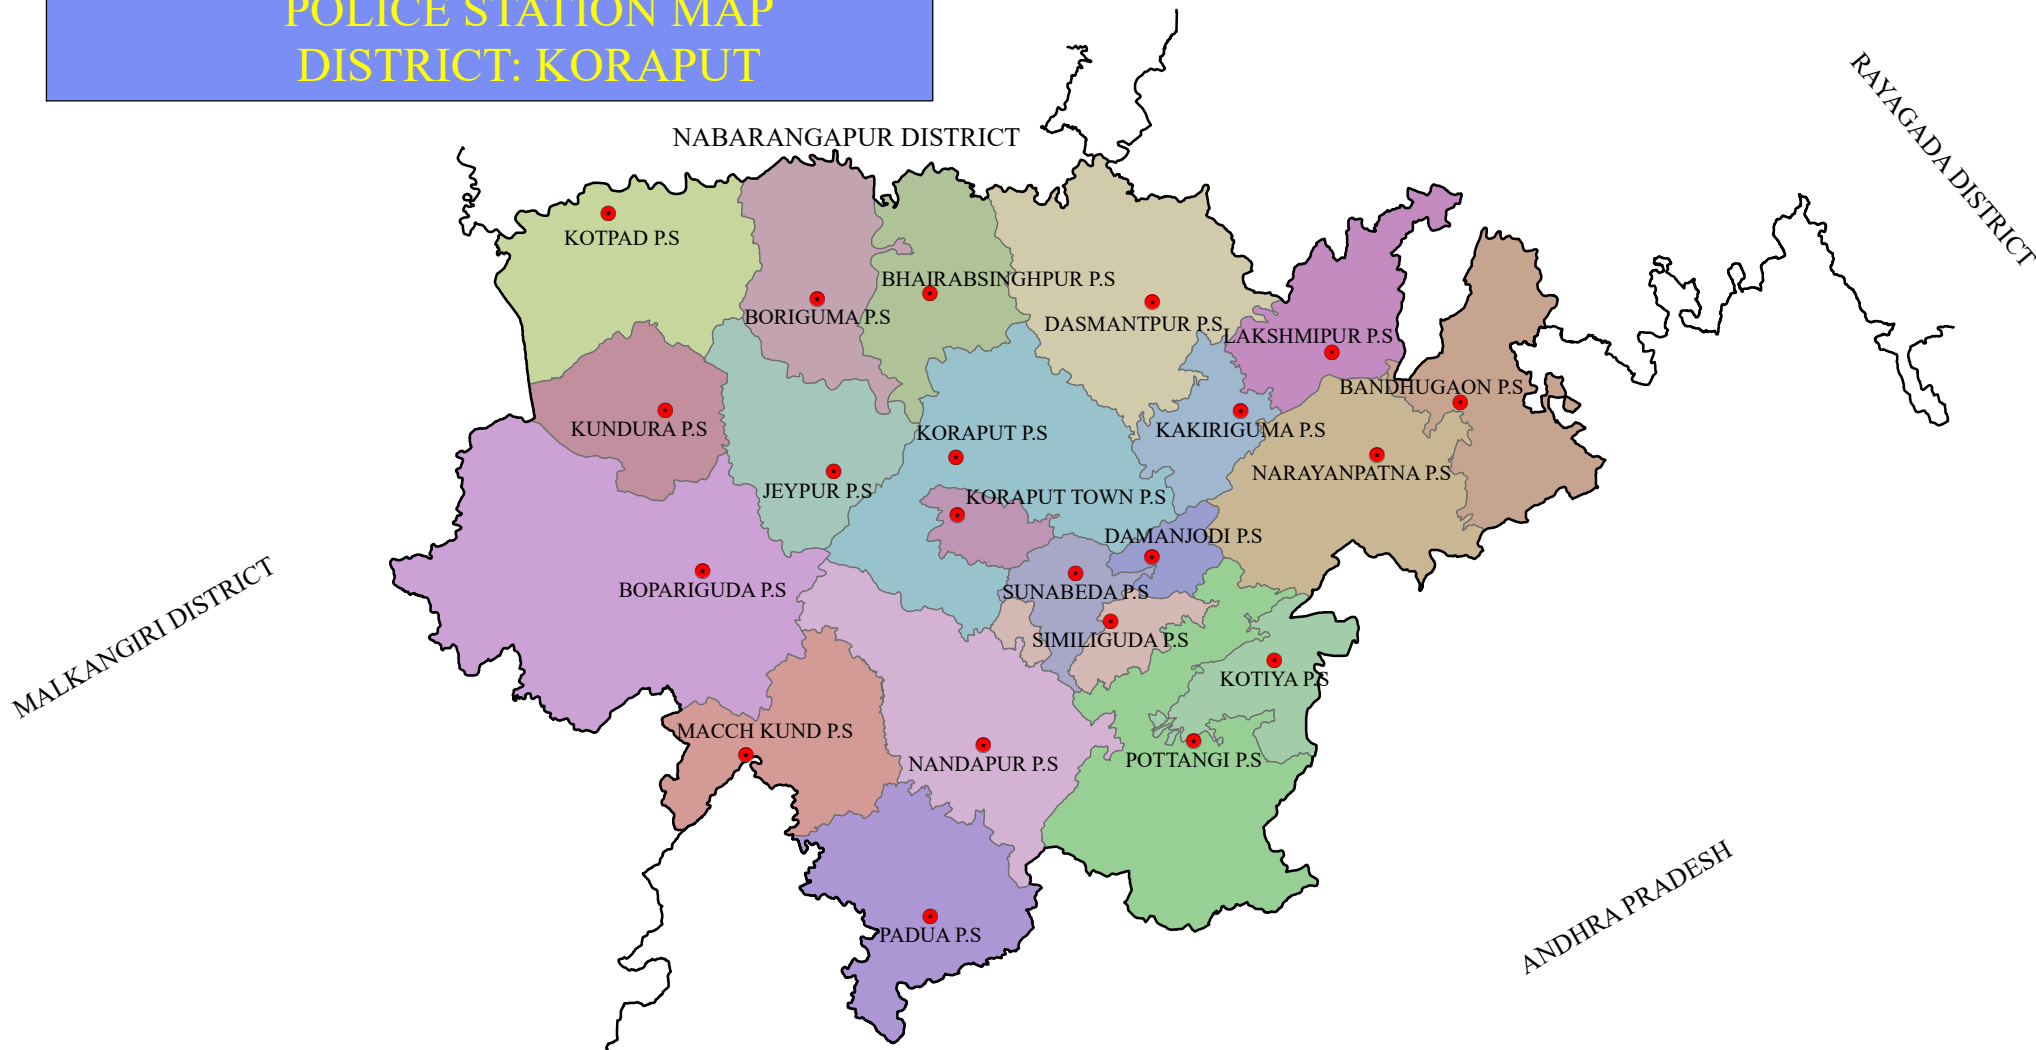 POLICE STATION MAP
DISTRICT: KORAPUT
RAYAGADA DISTRICT
NABARANGAPUR DISTRICT
KOTPAD P.S
BHAIRABSINGHPUR P.S
BORIGUMA P.S
DASMANTPUR P.S
LAKSHMIPUR P.S
BANDHUGAON P.S
KUNDURA P.S
KORAPUT P.S
KAKIRIGUMA P.S
NARAYANPATNA P.S
JEYPUR P.S
KORAPUT TOWN P.S
DAMANJODI P.S
BOPARIGUDA P.S
SUNABEDA P.S
MALKANGIRI DISTRICT
SIMILIGUDA P.S
KOTIYA P.S
MACCH KUND P.S
NANDAPUR P.S
POTTANGI P.S
ANDHRA PRADESH
PADUA P.S